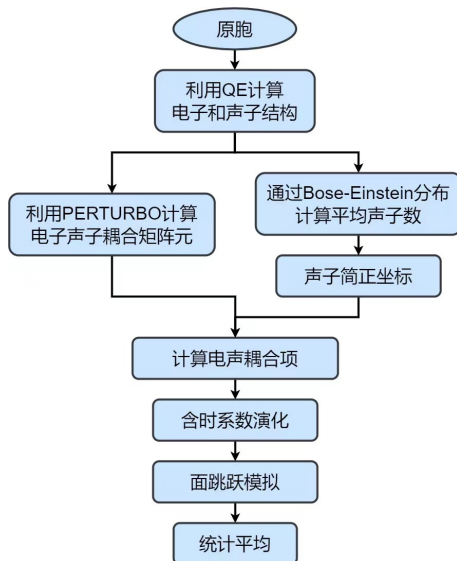 原胞
利用QE计算
电子和声子结构
利用PERTURBO计算
电子声子耦合矩阵元
通过Bose-Einstein分布
计算平均声子数
声子简正坐标
计算电声耦合项
含时系数演化
面跳跃模拟
统计平均